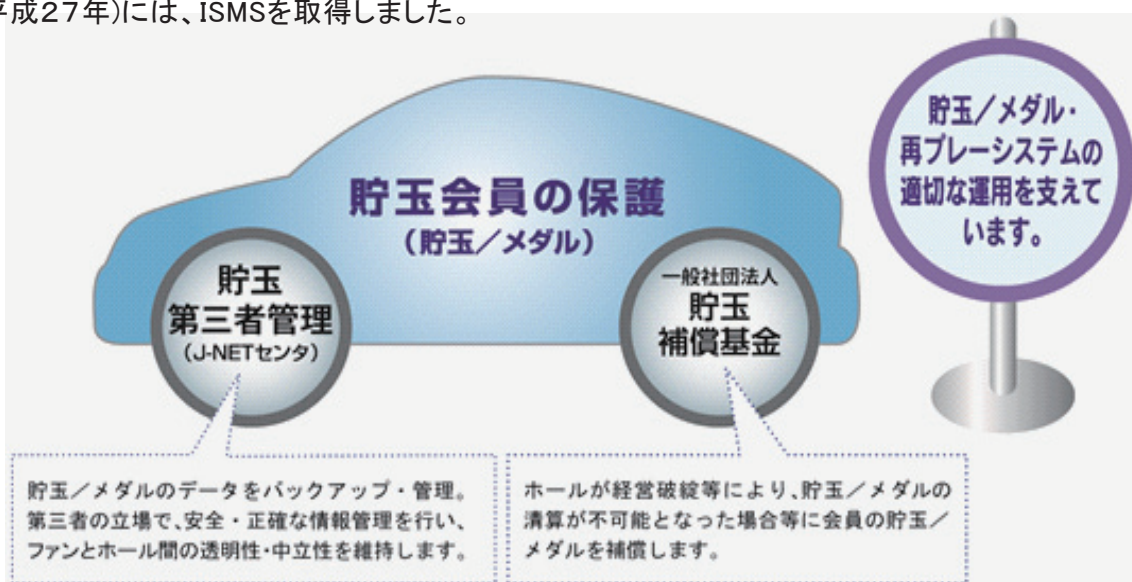 平成27年)には、ISMSを取得しました。
貯玉会員の保護
(貯玉/メダル)
貯玉
第三者管理
(J-NETセンタ)
一般社団法人
貯玉
補償基金
貯玉/メダル・
再プレーシステムの
適切な運用を支えて
います。
貯玉/メダルのデータをバックアップ・管理。
第三者の立場で、安全・正確な情報管理を行い、
ファンとホール間の透明性・中立性を維持します。
ホールが経営破綻等により、貯玉/メダルの
清算が不可能となった場合等に会員の貯玉/
メダルを補償します。